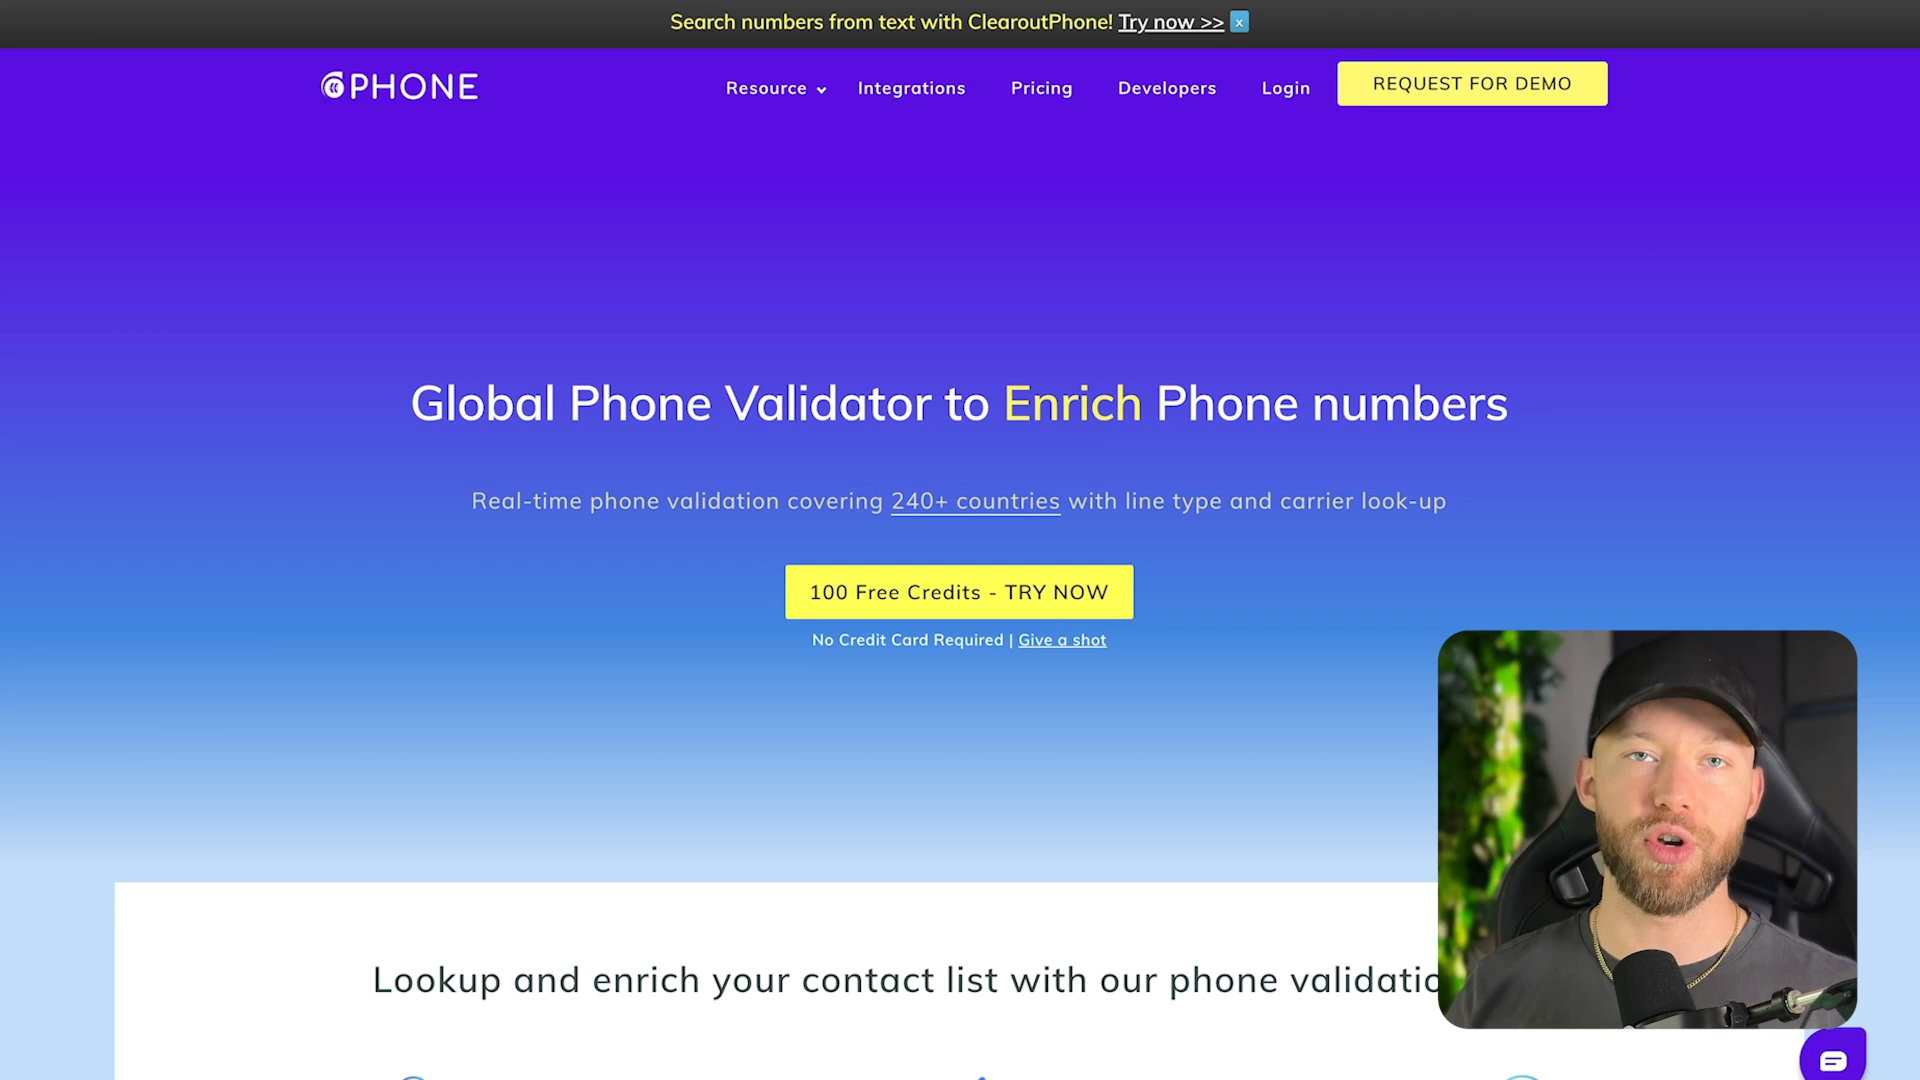 Search numbers from text with ClearoutPhone! Try now >> x
PHONE
Resource
Integrations
Pricing
Developers
Login
REQUEST FOR DEMO
Global Phone Validator to Enrich Phone numbers
Real-time phone validation covering 240+ countries with line type and carrier look-up
100 Free Credits - TRY NOW
No Credit Card Required | Give a shot
Lookup and enrich your contact list with our phone validatio